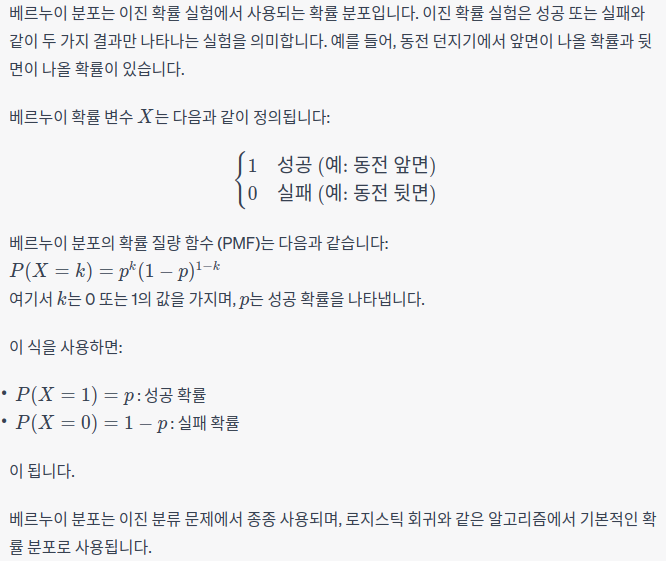 베르누이 분포는 이진 확률 실험에서 사용되는 확률 분포입니다. 이진 확률 실험은 성공 또는 실패와
같이 두 가지 결과만 나타나는 실험을 의미합니다. 예를 들어, 동전 던지기에서 앞면이 나올 확률과 뒷
면이 나올 확률이 있습니다.
베르누이 확률 변수 X는 다음과 같이 정의됩니다:
{1 성공 (예: 동전 앞면)
0 실패 (예: 동전 뒷면)
베르누이 분포의 확률 질량 함수 (PMF)는 다음과 같습니다:
P(X = k) = p^k(1 − p)^{1−k}
여기서 k는 0 또는 1의 값을 가지며, p는 성공 확률을 나타냅니다.
이 식을 사용하면:
• P(X = 1) = p : 성공 확률
• P(X = 0) = 1 − p : 실패 확률
이 됩니다.
베르누이 분포는 이진 분류 문제에서 종종 사용되며, 로지스틱 회귀와 같은 알고리즘에서 기본적인 확
률 분포로 사용됩니다.